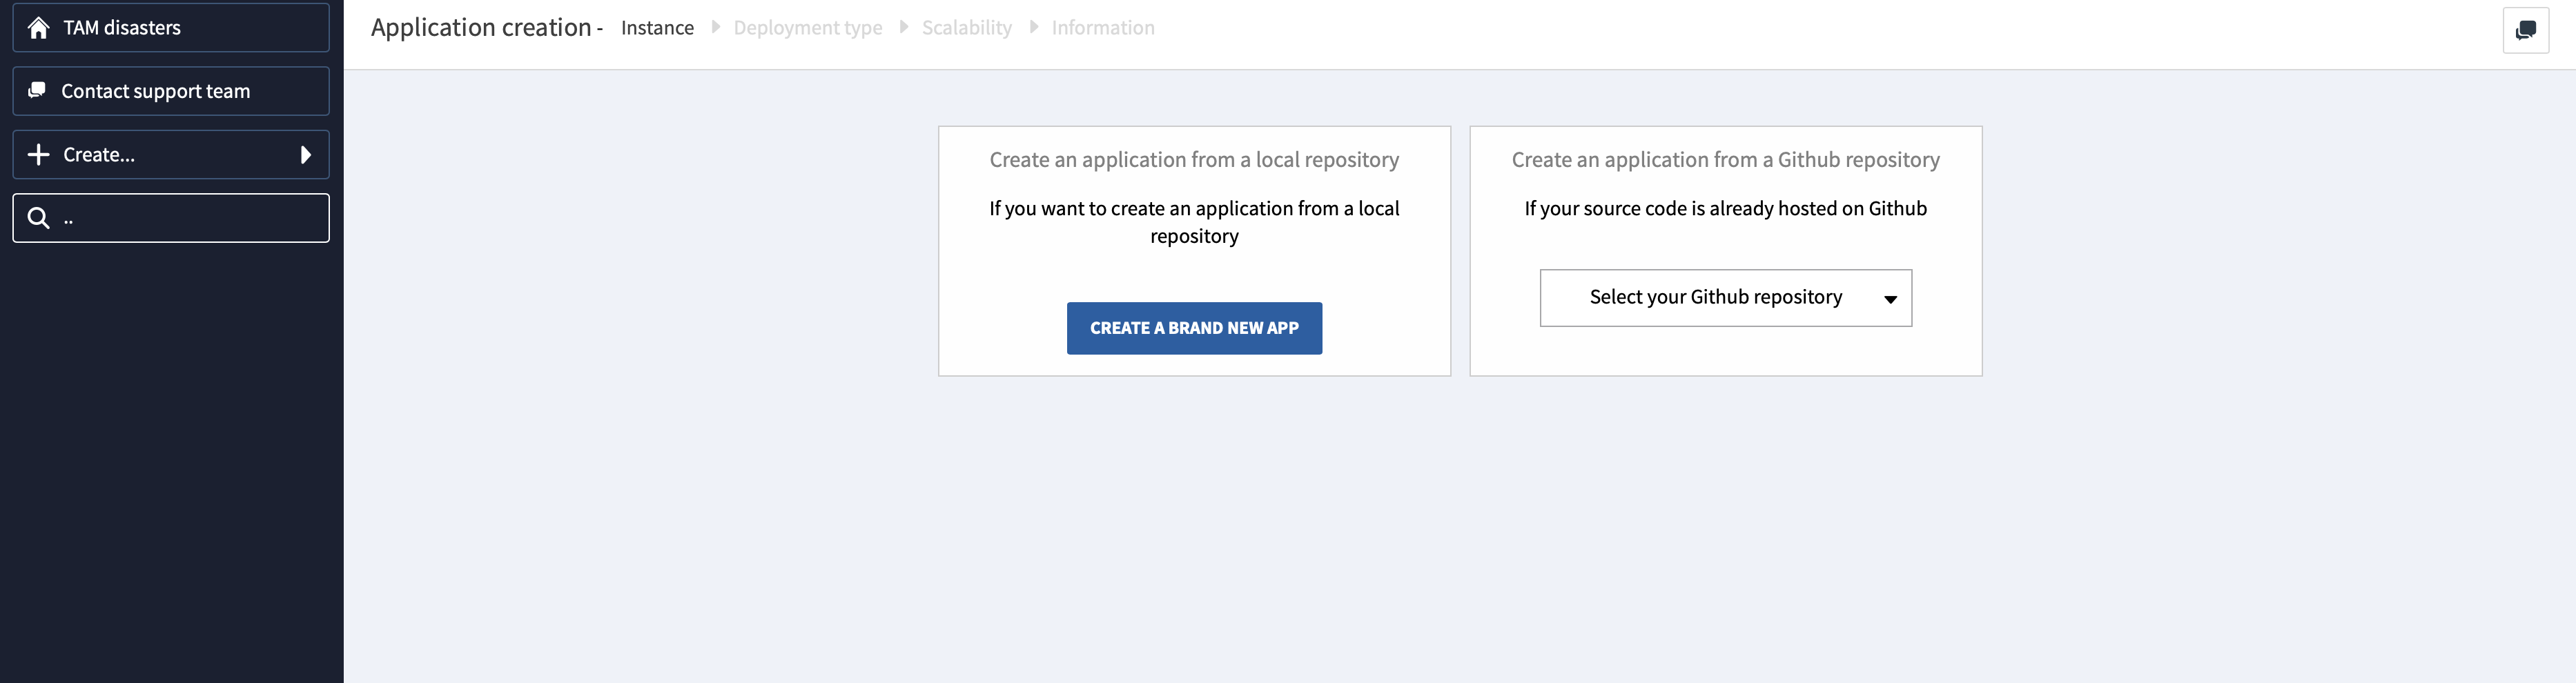 TAM disasters
Contact support team
Create...
..
Application creation - Instance Deployment type Scalability Information
Create an application from a local repository
If you want to create an application from a local
repository
CREATE A BRAND NEW APP
Create an application from a Github repository
If your source code is already hosted on Github
Select your Github repository